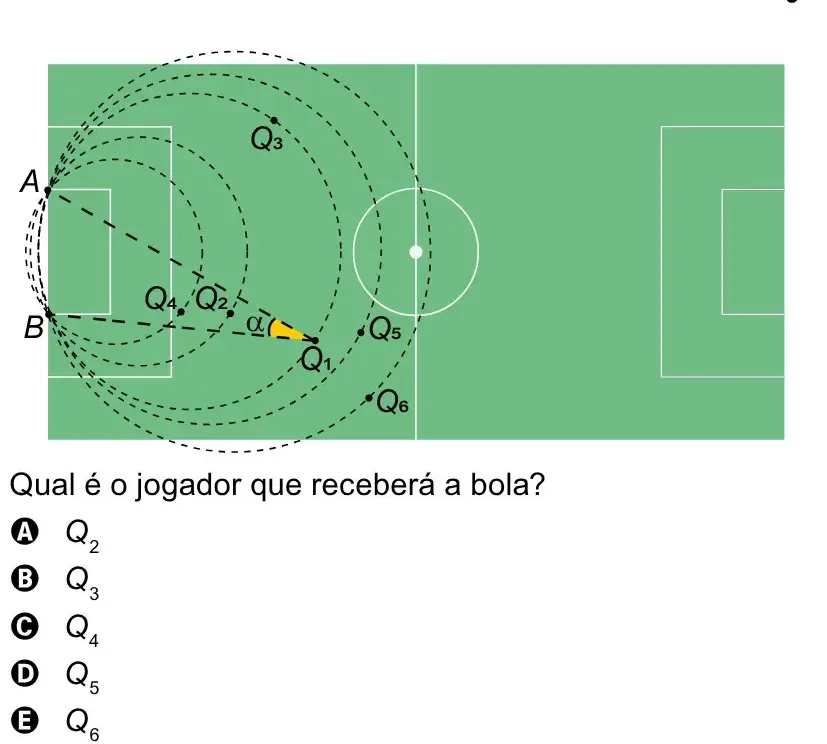 Q₃
A
Q₄ Q₂
B
α
Q₅
Q₁
Q₆
Qual é o jogador que receberá a bola?
A Q₂
B Q₃
C Q₄
D Q₅
E Q₆